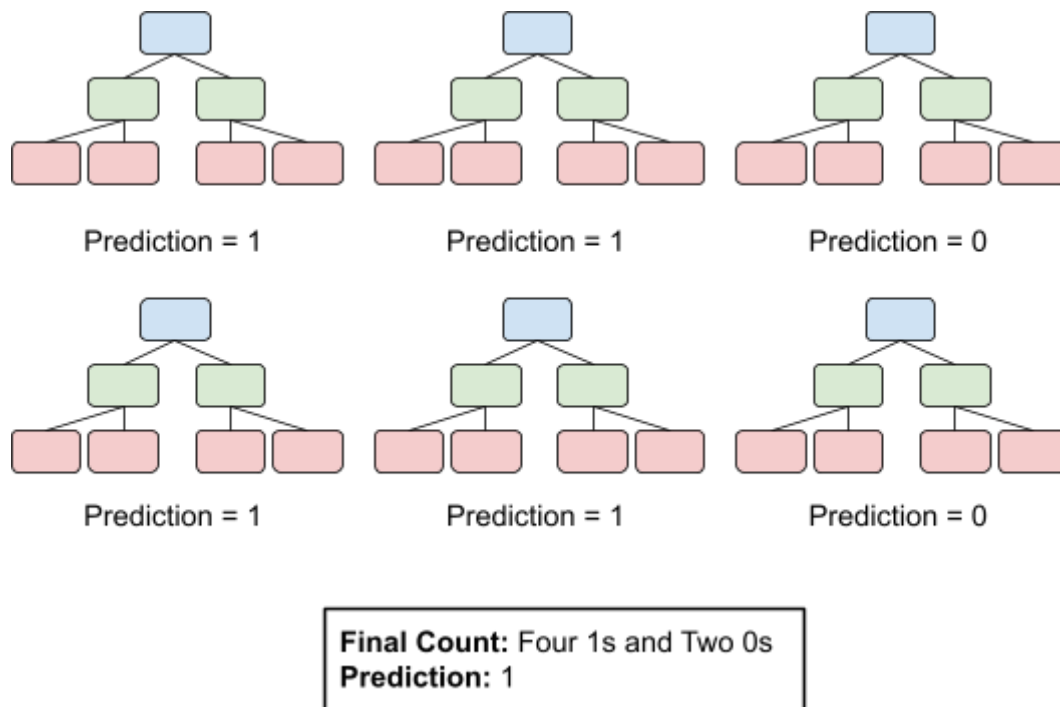 Prediction = 1
Prediction = 1
Prediction = 0
Prediction = 1
Prediction = 1
Prediction = 0
Final Count: Four 1s and Two 0s
Prediction: 1